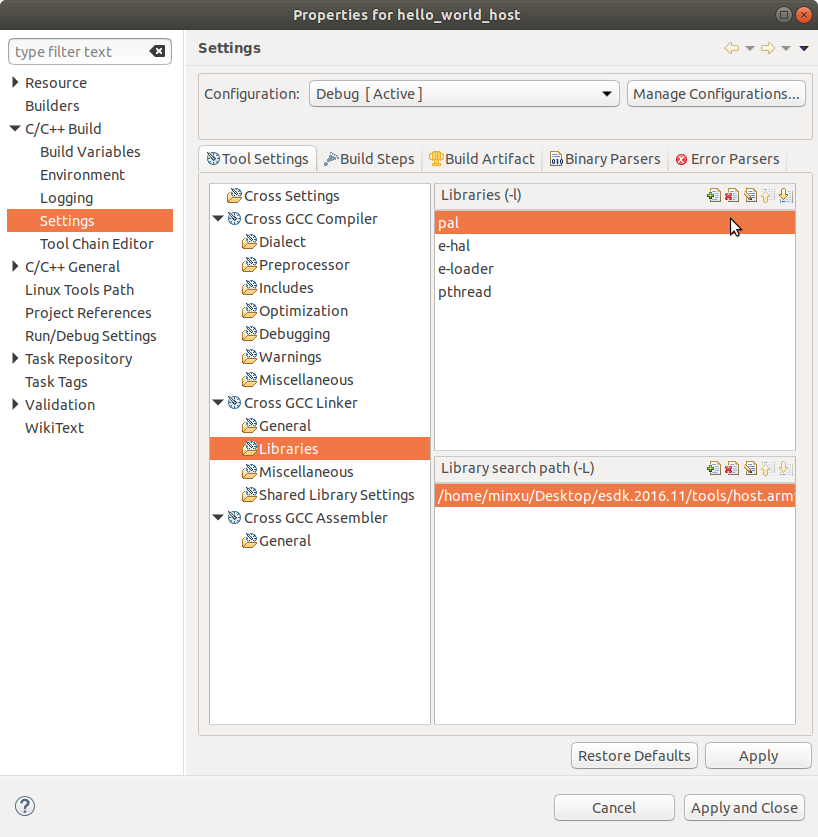 Properties for hello_world_host
type filter text
Resource
Builders
C/C++ Build
Build Variables
Environment
Logging
Settings
Tool Chain Editor
C/C++ General
Linux Tools Path
Project References
Run/Debug Settings
Task Repository
Task Tags
Validation
WikiText
Settings
Configuration: Debug [ Active ] Manage Configurations...
Tool Settings Build Steps Build Artifact Binary Parsers Error Parsers
Cross Settings
Cross GCC Compiler
Dialect
Preprocessor
Includes
Optimization
Debugging
Warnings
Miscellaneous
Cross GCC Linker
General
Libraries
Miscellaneous
Shared Library Settings
Cross GCC Assembler
General
Libraries (-l)
pal
e-hal
e-loader
pthread
Library search path (-L)
/home/minxu/Desktop/esdk.2016.11/tools/host.arm
Restore Defaults Apply
? Cancel Apply and Close